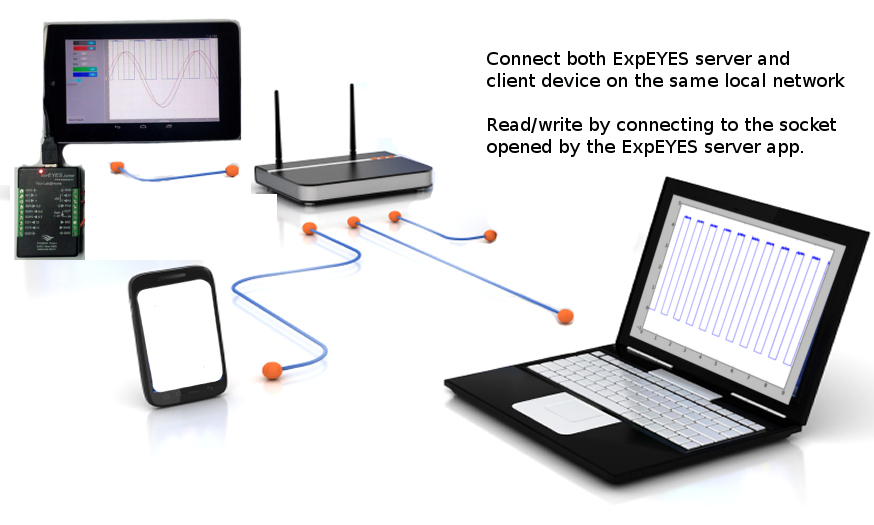 Connect both ExpEYES server and
client device on the same local network
Read/write by connecting to the socket
opened by the ExpEYES server app.